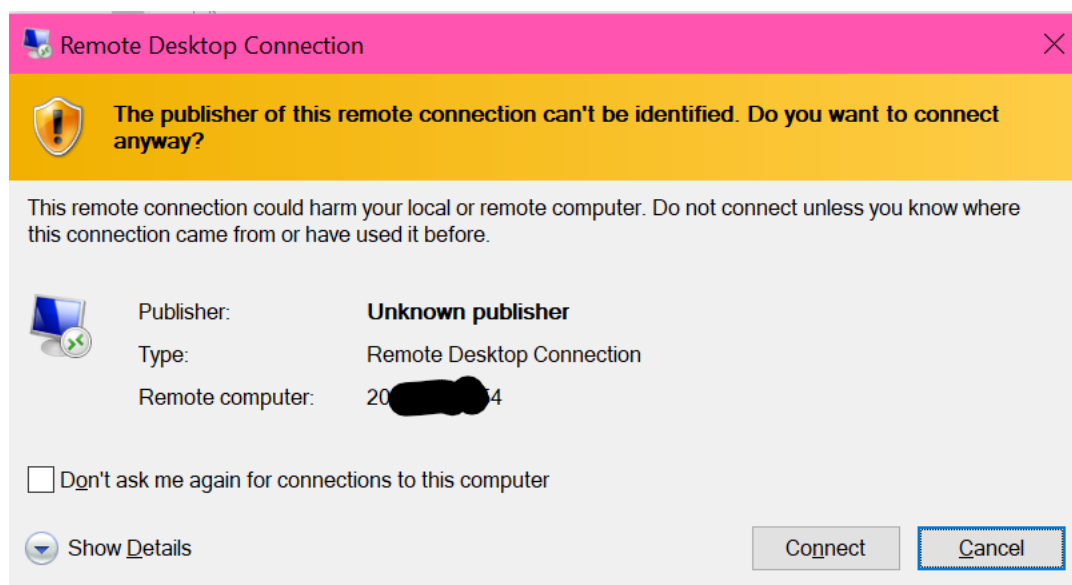 Remote Desktop Connection
The publisher of this remote connection can't be identified. Do you want to connect
anyway?
This remote connection could harm your local or remote computer. Do not connect unless you know where
this connection came from or have used it before.
Publisher: Unknown publisher
Type: Remote Desktop Connection
Remote computer: 20 4
Don't ask me again for connections to this computer
Show Details Connect Cancel